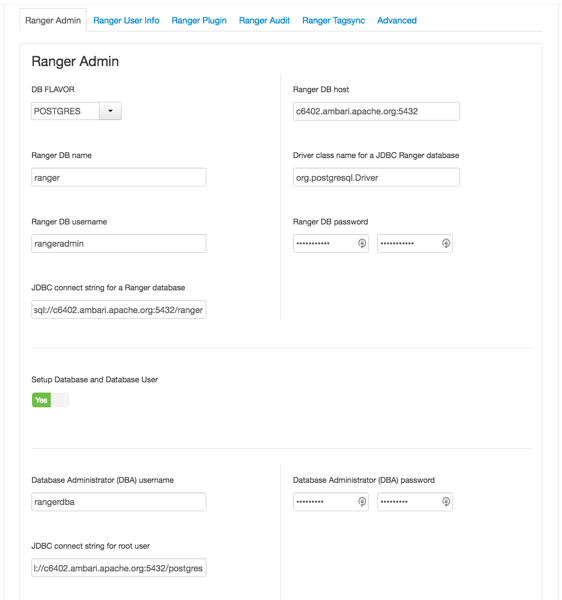 Ranger Admin Ranger User Info Ranger Plugin Ranger Audit Ranger Tagsync Advanced
Ranger Admin
DB FLAVOR
POSTGRES
Ranger DB host
c6402.ambari.apache.org:5432
Ranger DB name
ranger
Driver class name for a JDBC Ranger database
org.postgresql.Driver
Ranger DB username
rangeradmin
Ranger DB password
••••••••••• •••••••••••
JDBC connect string for a Ranger database
sql://c6402.ambari.apache.org:5432/ranger
Setup Database and Database User
Yes
Database Administrator (DBA) username
rangerdba
Database Administrator (DBA) password
••••••••• •••••••••
JDBC connect string for root user
l://c6402.ambari.apache.org:5432/postgres